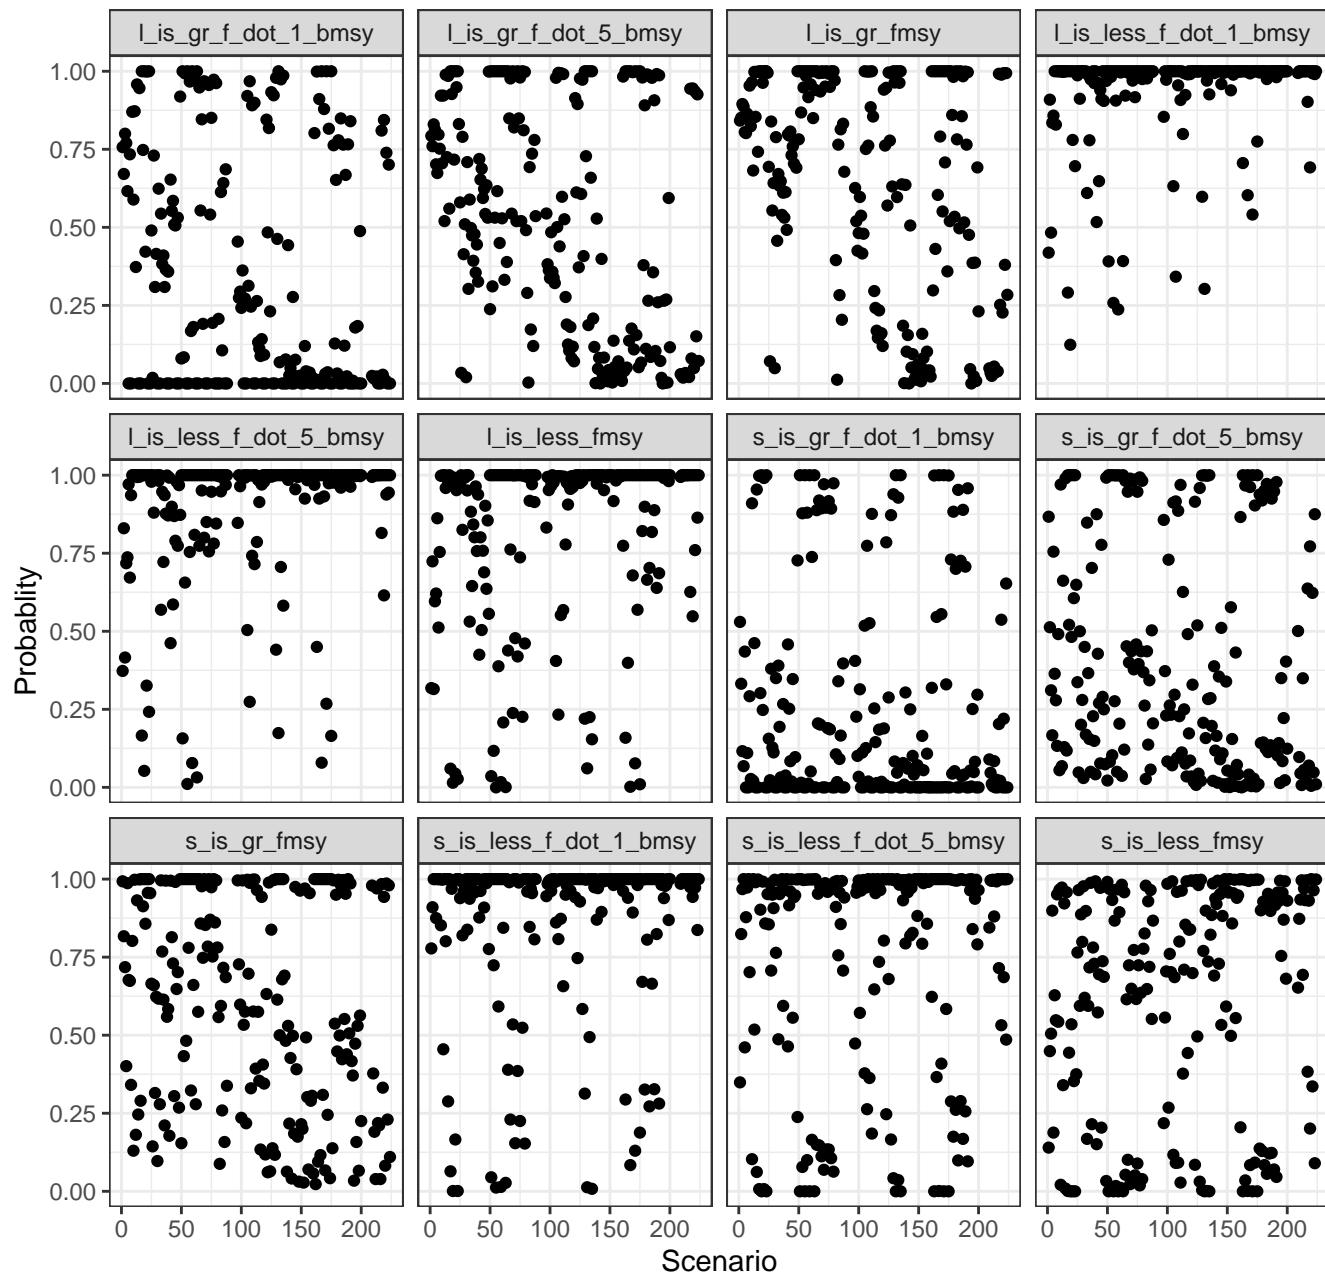 l_is_gr_f_dot_1_bmsy l_is_gr_f_dot_5_bmsy l_is_gr_fmsy l_is_less_f_dot_1_bmsy
1.00
0.75
0.50
0.25
0.00
l_is_less_f_dot_5_bmsy l_is_less_fmsy s_is_gr_f_dot_1_bmsy s_is_gr_f_dot_5_bmsy
1.00
0.75
0.50
0.25
0.00
Probablity
s_is_gr_fmsy s_is_less_f_dot_1_bmsy s_is_less_f_dot_5_bmsy s_is_less_fmsy
1.00
0.75
0.50
0.25
0.00
0 50 100 150 200 0 50 100 150 200 0 50 100 150 200 0 50 100 150 200
Scenario